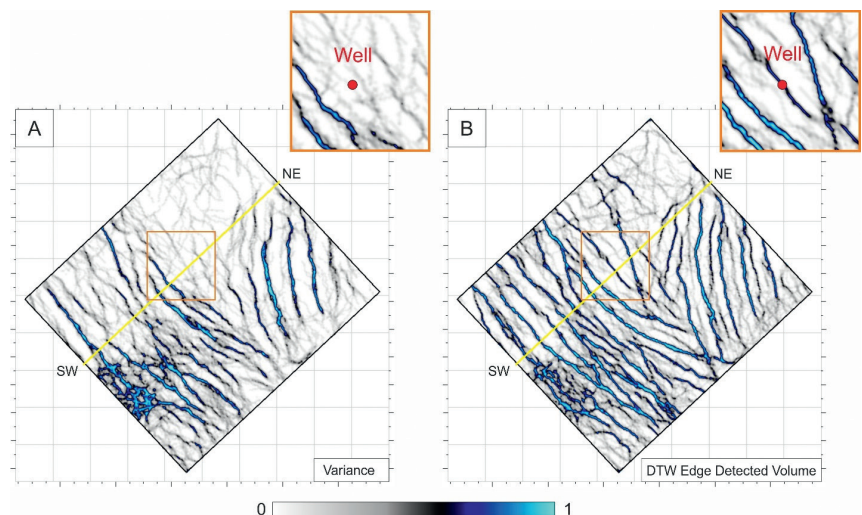 Well
Well
A
B
NE
NE
SW
SW
Variance
DTW Edge Detected Volume
0
1